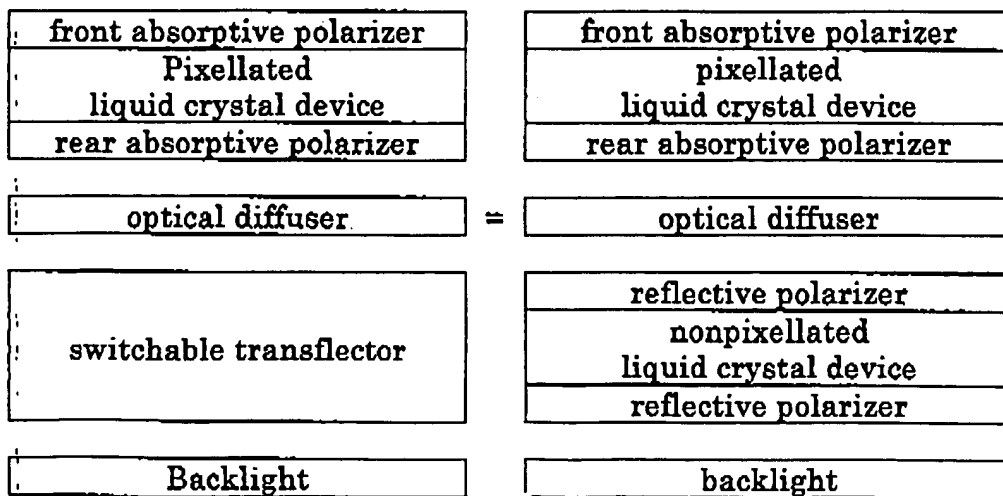 front absorptive polarizer
Pixellated
liquid crystal device
rear absorptive polarizer
optical diffuser
switchable transflector
Backlight
=
front absorptive polarizer
pixellated
liquid crystal device
rear absorptive polarizer
optical diffuser
reflective polarizer
nonpixellated
liquid crystal device
reflective polarizer
backlight